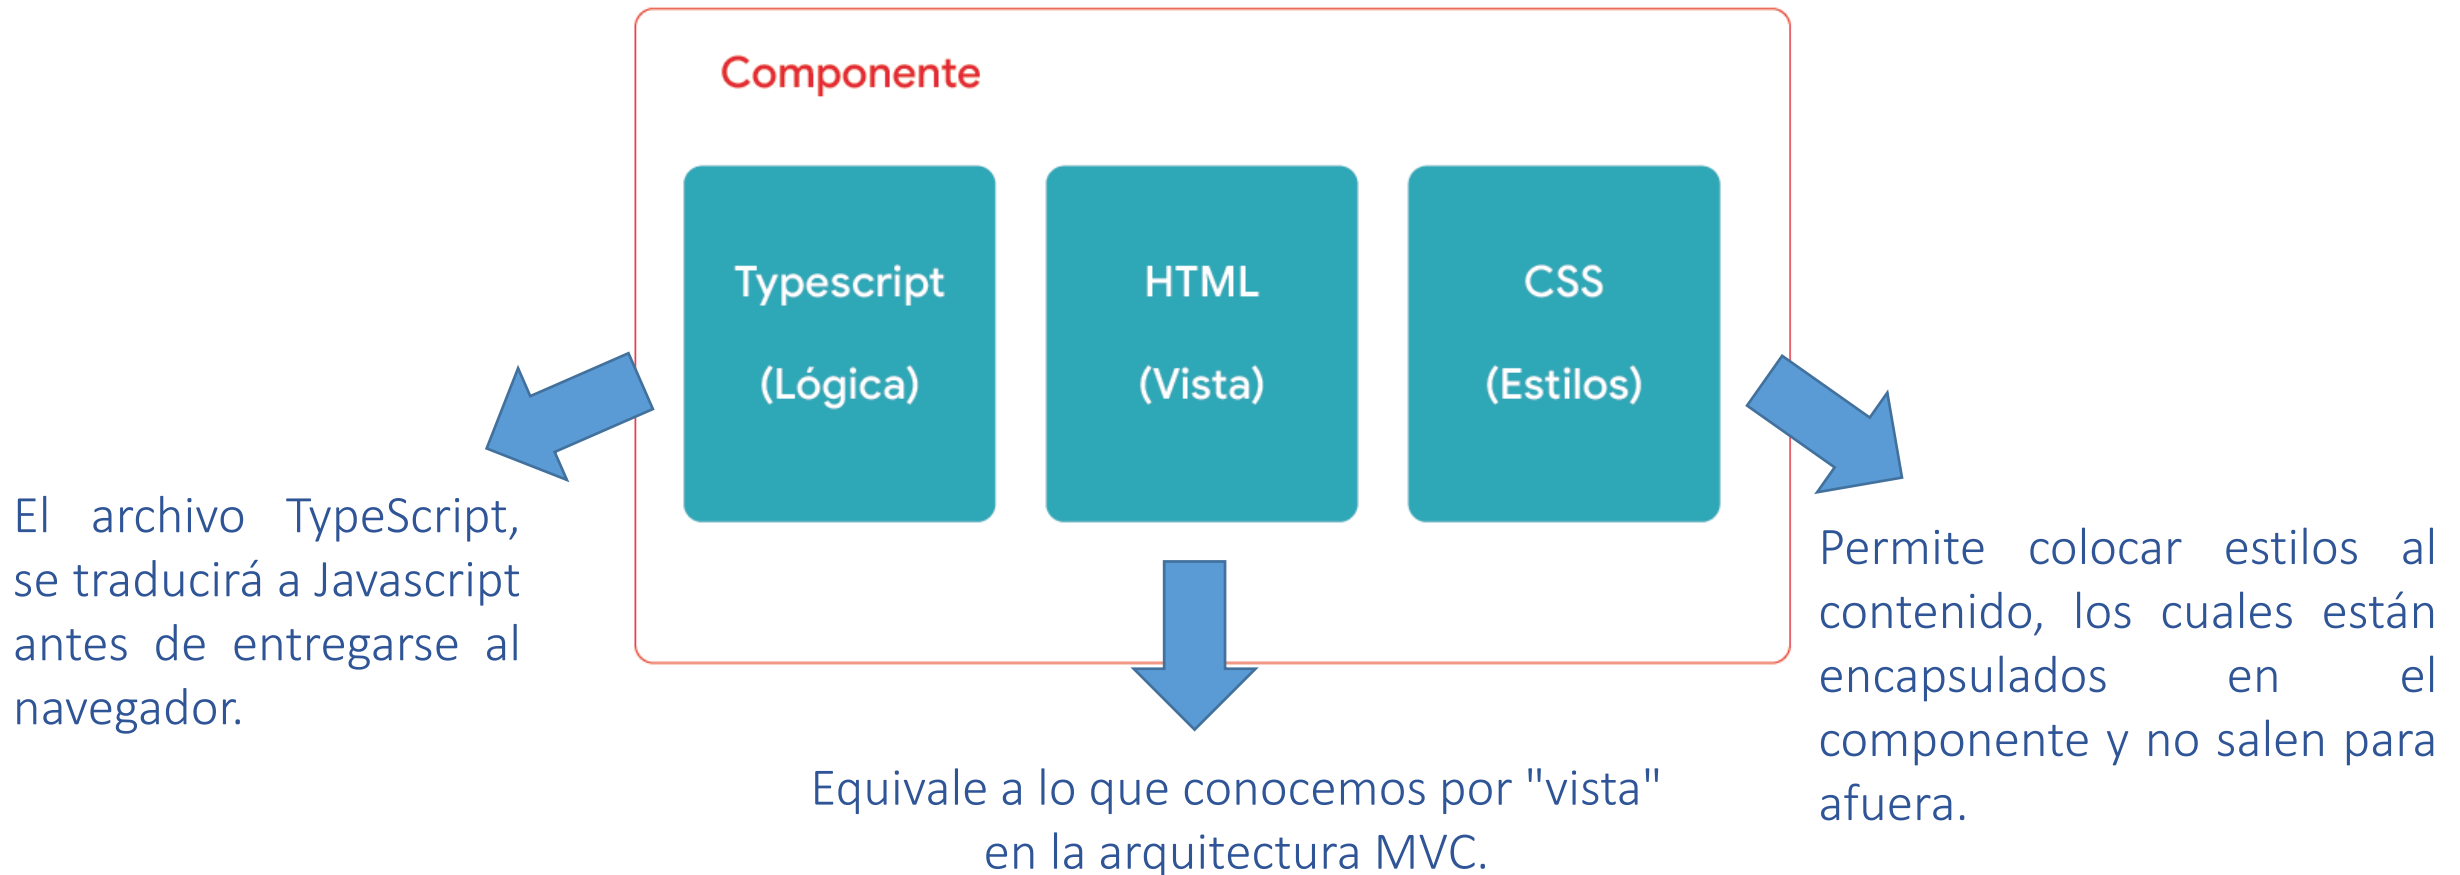 Componente
Typescript
(Lógica)
HTML
(Vista)
CSS
(Estilos)
El archivo TypeScript,
se traducirá a Javascript
antes de entregarse al
navegador.
Equivale a lo que conocemos por "vista"
en la arquitectura MVC.
Permite colocar estilos al
contenido, los cuales están
encapsulados en el
componente y no salen para
afuera.